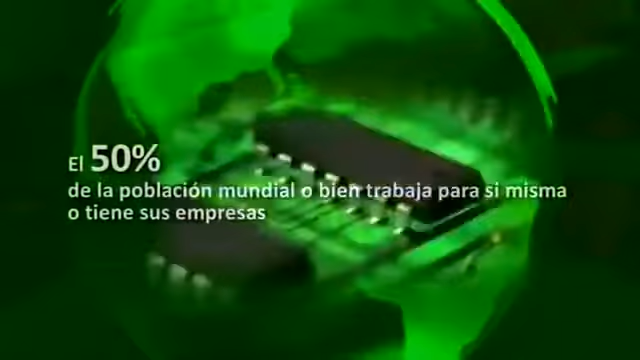 El 50%
de la población mundial o bien trabaja para si misma
o tiene sus empresas